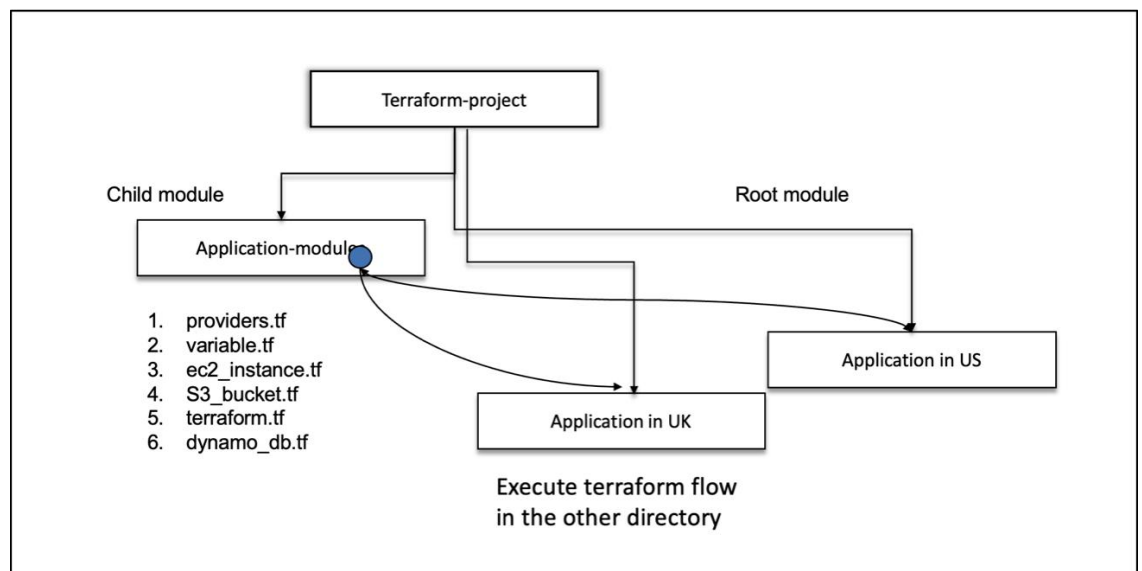 Terraform-project
Child module
Root module
Application-modules
1. providers.tf
2. variable.tf
3. ec2_instance.tf
4. S3_bucket.tf
5. terraform.tf
6. dynamo_db.tf
Application in US
Application in UK
Execute terraform flow
in the other directory